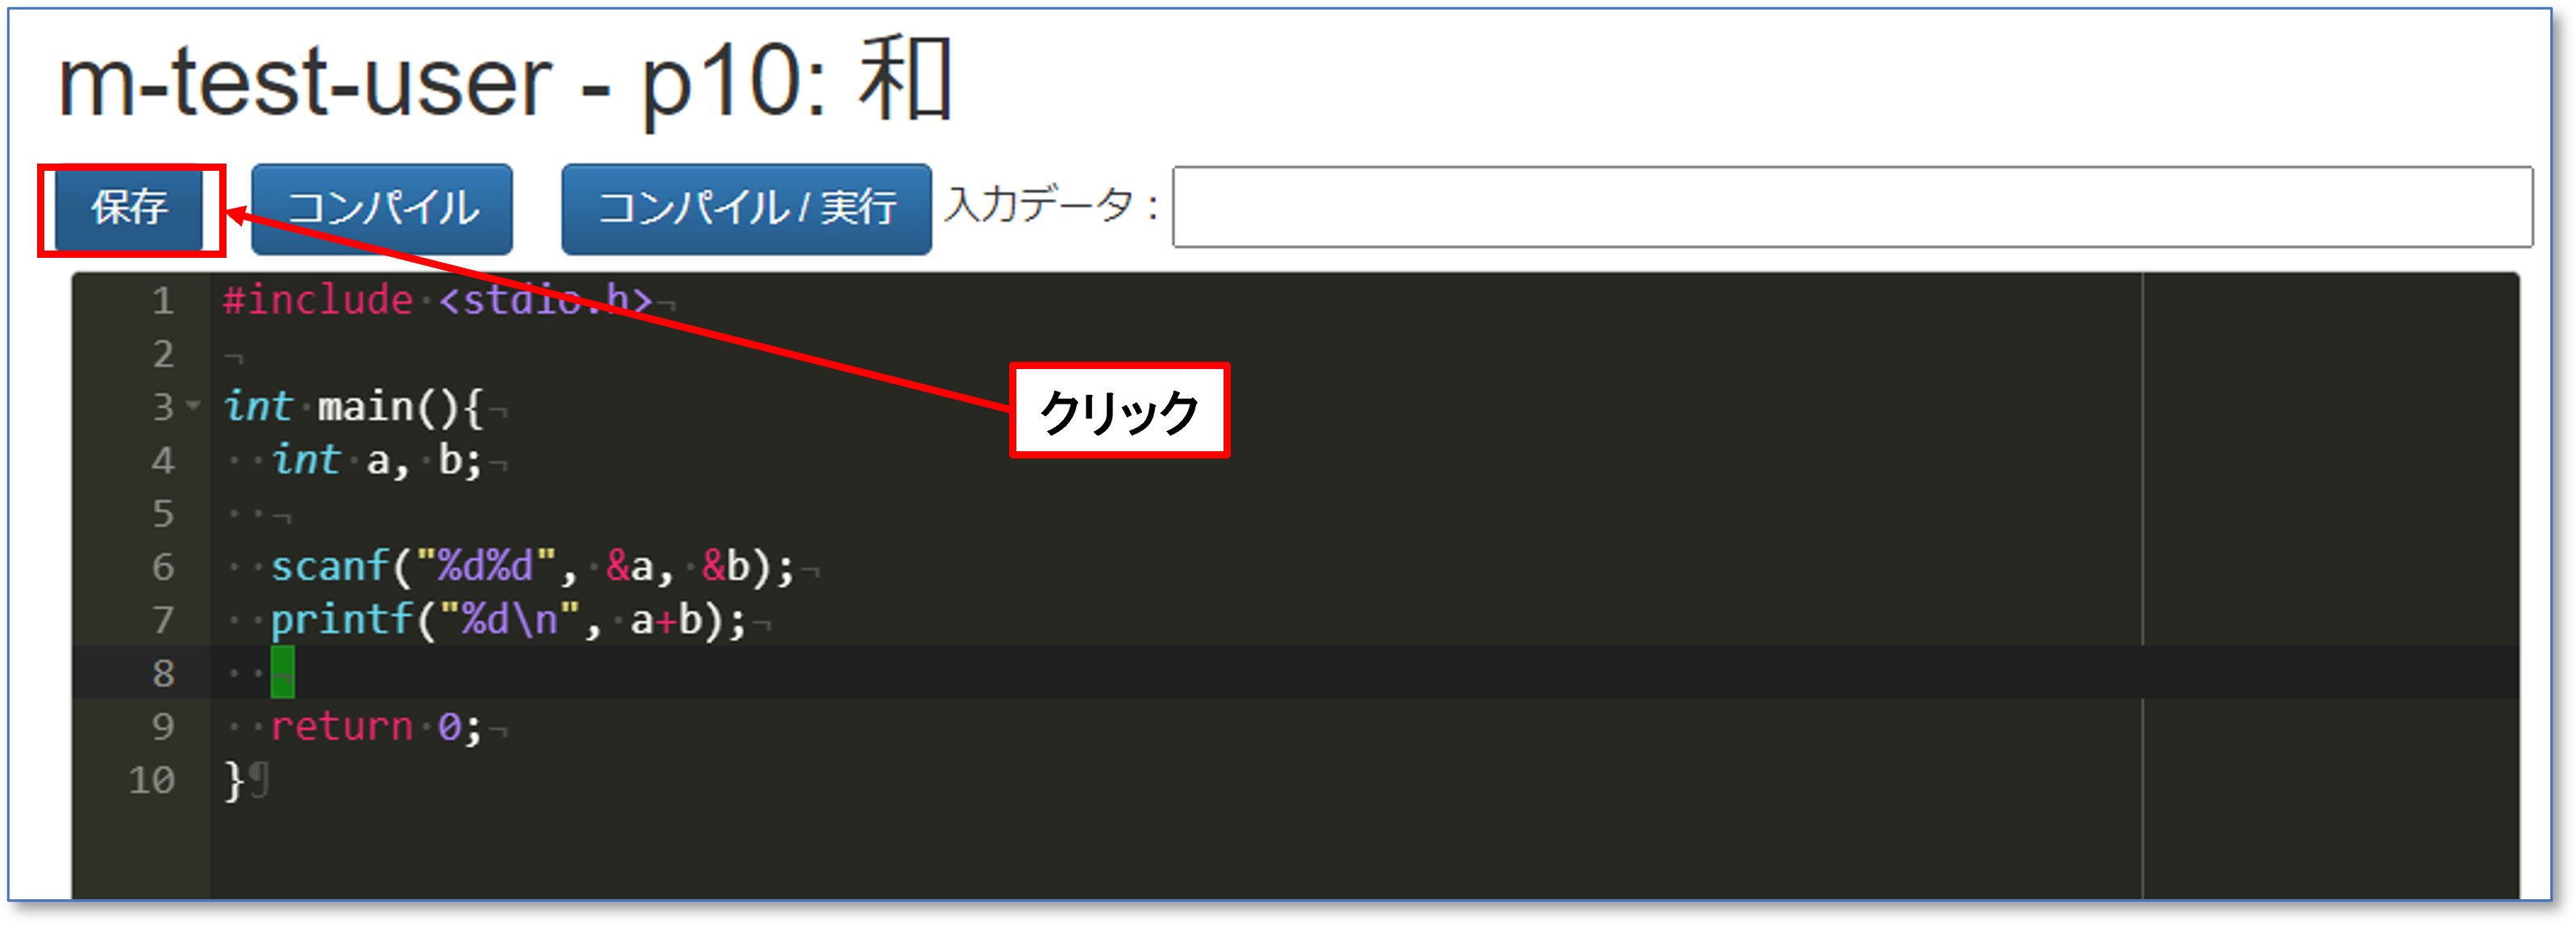 m-test-user - p10: 和
保存 コンパイル コンパイル / 実行 入力データ :
1 #include <stdio.h>
2
3 int main(){
クリック
4 int a, b;
5
6 scanf("%d%d", &a, &b);
7 printf("%d\n", a+b);
8
9 return 0;
10 }